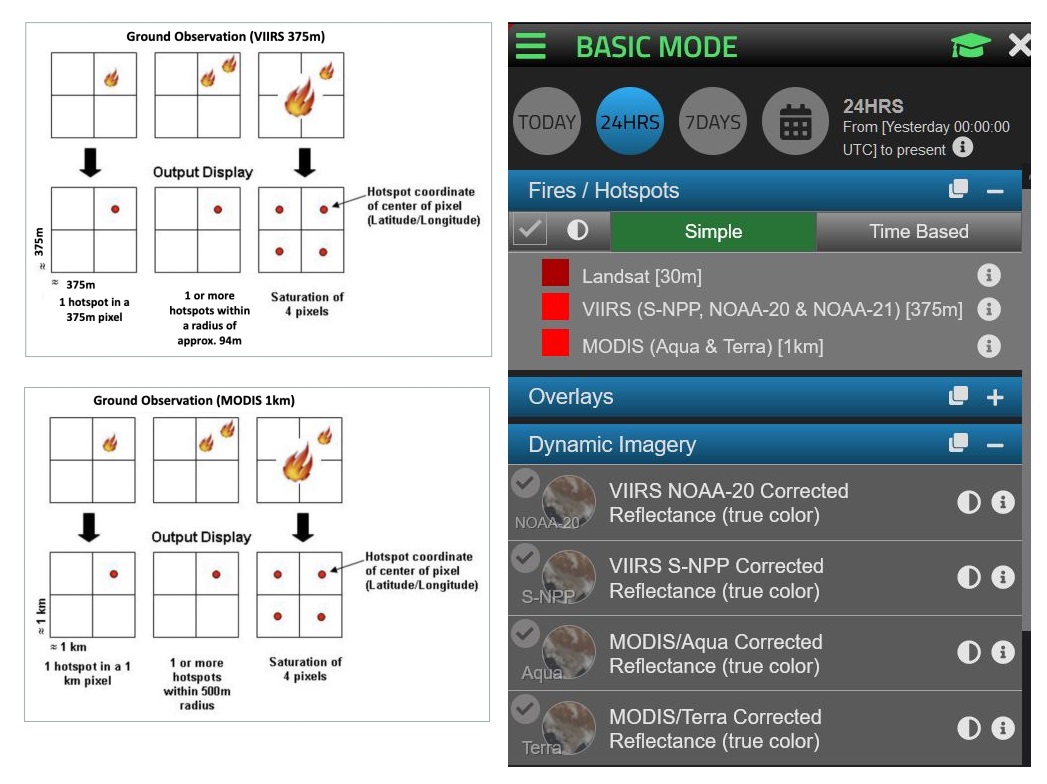 Ground Observation (VIIRS 375m)
Output Display
Hotspot coordinate
of center of pixel
(Latitude/Longitude)
≈ 375m
≈ 375m
1 hotspot in a
375m pixel
1 or more
hotspots within
a radius of
approx. 94m
Saturation of
4 pixels
Ground Observation (MODIS 1km)
Output Display
Hotspot coordinate
of center of pixel
(Latitude/Longitude)
≈ 1 km
≈ 1 km
1 hotspot in a 1
km pixel
1 or more
hotspots
within 500m
radius
Saturation of
4 pixels
BASIC MODE
TODAY
24HRS
7DAYS
24HRS
From [Yesterday 00:00:00
UTC] to present
Fires / Hotspots
Simple
Time Based
Landsat [30m]
VIIRS (S-NPP, NOAA-20 & NOAA-21) [375m]
MODIS (Aqua & Terra) [1km]
Overlays
Dynamic Imagery
NOAA-20
VIIRS NOAA-20 Corrected
Reflectance (true color)
S-NPP
VIIRS S-NPP Corrected
Reflectance (true color)
Aqua
MODIS/Aqua Corrected
Reflectance (true color)
Terra
MODIS/Terra Corrected
Reflectance (true color)